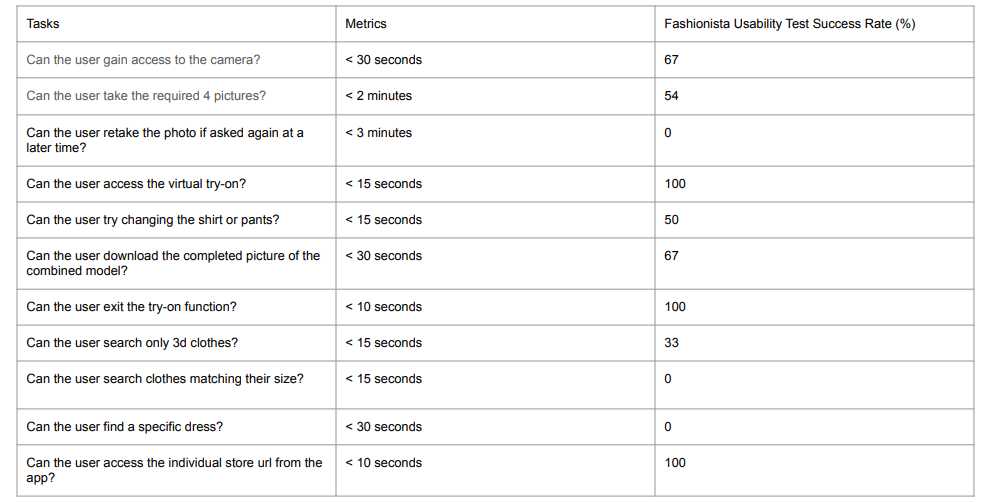 Tasks Metrics Fashionista Usability Test Success Rate (%)
Can the user gain access to the camera? < 30 seconds 67
Can the user take the required 4 pictures? < 2 minutes 54
Can the user retake the photo if asked again at a < 3 minutes 0
later time?
Can the user access the virtual try-on? < 15 seconds 100
Can the user try changing the shirt or pants? < 15 seconds 50
Can the user download the completed picture of the < 30 seconds 67
combined model?
Can the user exit the try-on function? < 10 seconds 100
Can the user search only 3d clothes? < 15 seconds 33
Can the user search clothes matching their size? < 15 seconds 0
Can the user find a specific dress? < 30 seconds 0
Can the user access the individual store url from the < 10 seconds 100
app?